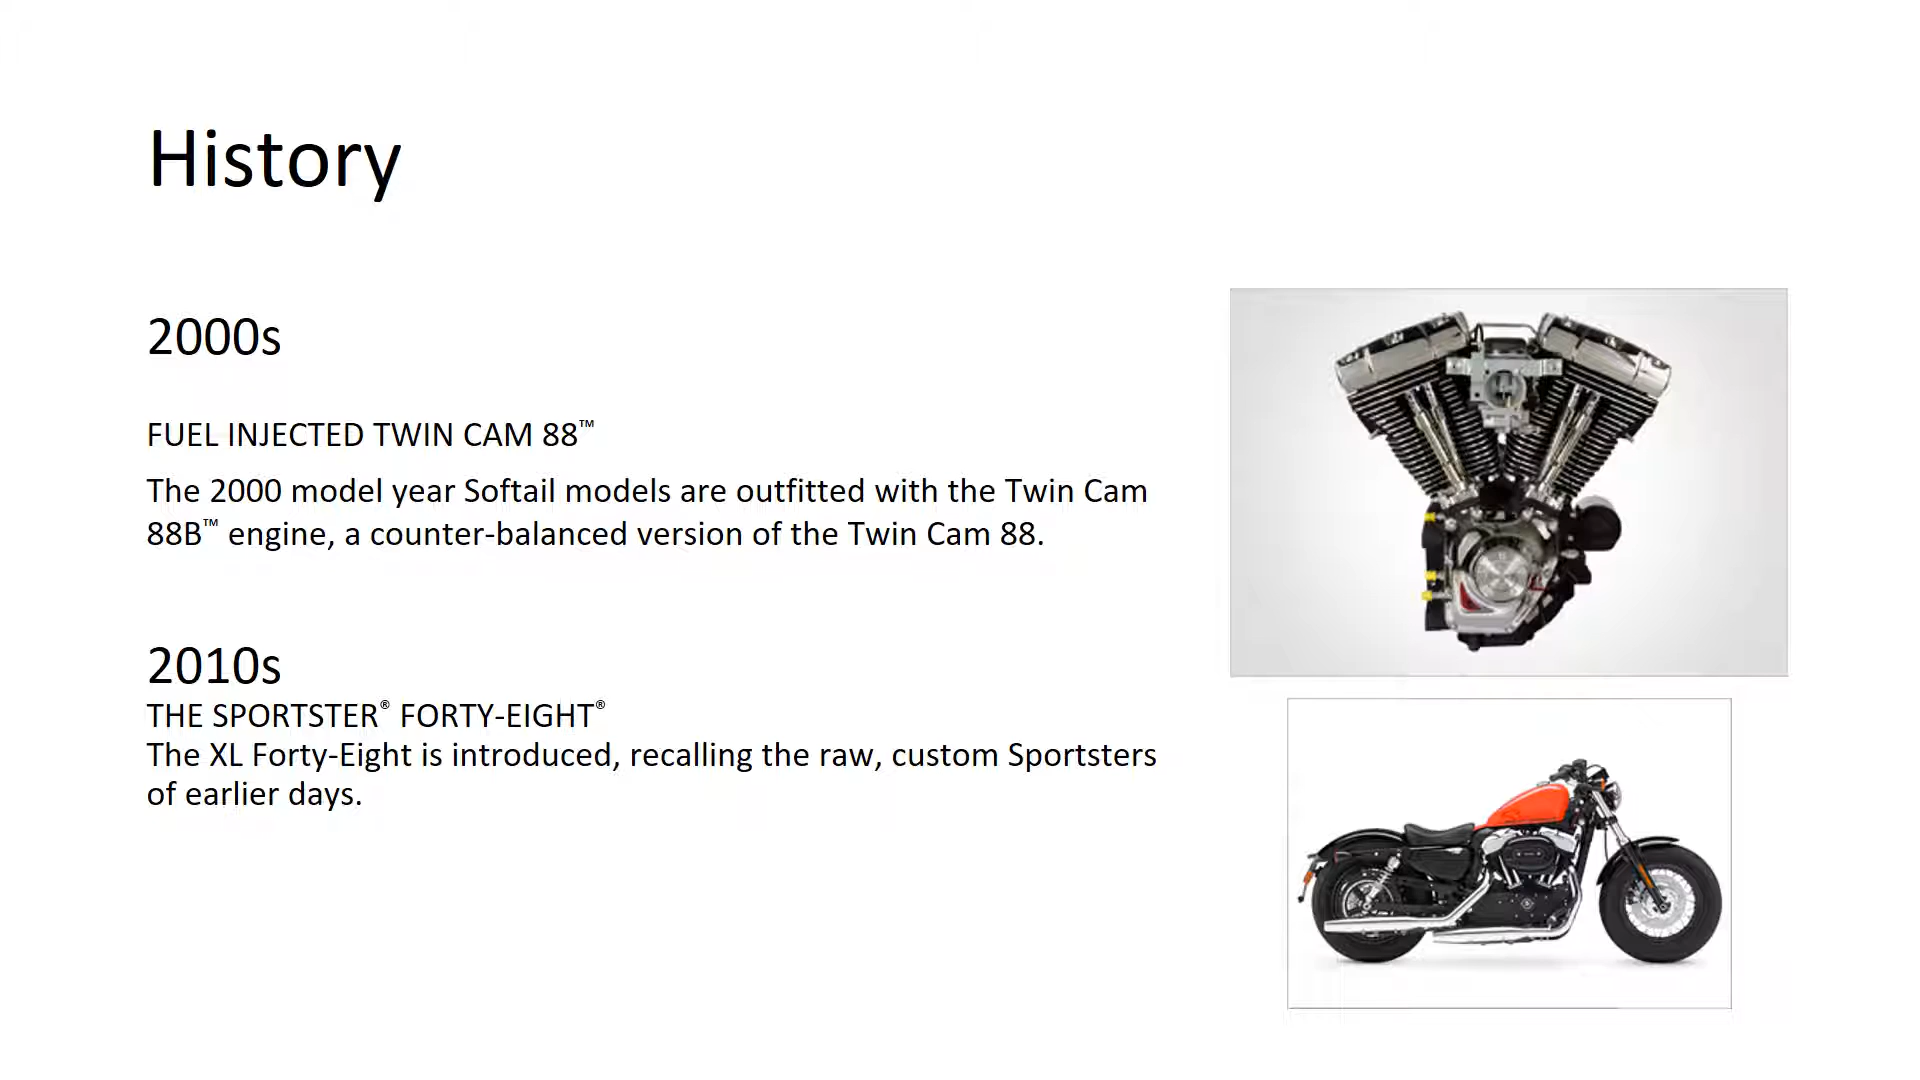 History
2000s
FUEL INJECTED TWIN CAM 88™
The 2000 model year Softail models are outfitted with the Twin Cam
88B™ engine, a counter-balanced version of the Twin Cam 88.
2010s
THE SPORTSTER® FORTY-EIGHT®
The XL Forty-Eight is introduced, recalling the raw, custom Sportsters
of earlier days.